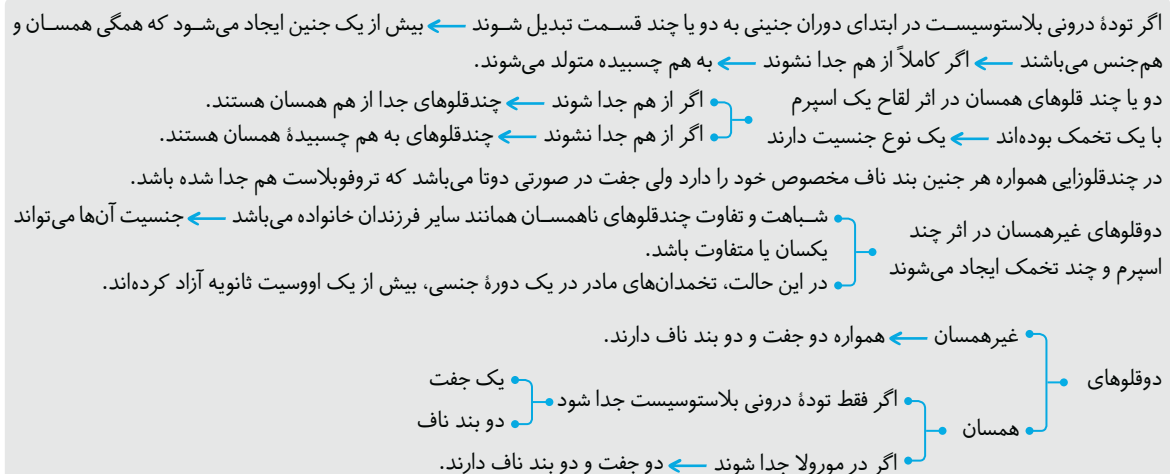 اگر تودۀ درونی بلاستوسیست در ابتدای دوران جنینی به دو یا چند قسمت تبدیل شوند ← بیش از یک جنین ایجاد می‌شود که همگی همسان و
هم‌جنس می‌باشند ← اگر کاملاً از هم جدا نشوند ← به هم چسبیده متولد می‌شوند.
دو یا چند قلوهای همسان در اثر لقاح یک اسپرم
با یک تخمک بوده‌اند ← یک نوع جنسیت دارند
اگر از هم جدا شوند ← چندقلوهای جدا از هم همسان هستند.
اگر از هم جدا نشوند ← چندقلوهای به هم چسبیدۀ همسان هستند.
در چندقلوزایی همواره هر جنین بند ناف مخصوص خود را دارد ولی جفت در صورتی دوتا می‌باشد که تروفوبلاست هم جدا شده باشد.
دوقلوهای غیرهمسان در اثر چند
اسپرم و چند تخمک ایجاد می‌شوند
شباهت و تفاوت چندقلوهای ناهمسان همانند سایر فرزندان خانواده می‌باشد ← جنسیت آن‌ها می‌تواند
یکسان یا متفاوت باشد.
در این حالت، تخمدان‌های مادر در یک دورۀ جنسی، بیش از یک اووسیت ثانویه آزاد کرده‌اند.
دوقلوهای
غیرهمسان ← همواره دو جفت و دو بند ناف دارند.
همسان
اگر فقط تودۀ درونی بلاستوسیست جدا شود
یک جفت
دو بند ناف
اگر در مورولا جدا شوند ← دو جفت و دو بند ناف دارند.